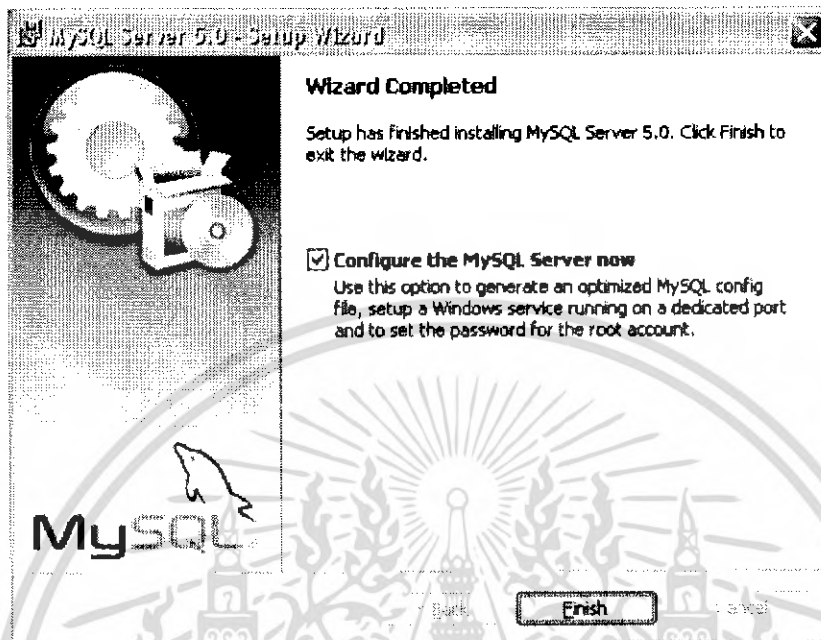 MySQL Server 5.0 - Setup Wizard
Wizard Completed
Setup has finished installing MySQL Server 5.0. Click Finish to
exit the wizard.
Configure the MySQL Server now
Use this option to generate an optimized MySQL config
file, setup a Windows service running on a dedicated port
and to set the password for the root account.
MySQL
Back Finish Cancel